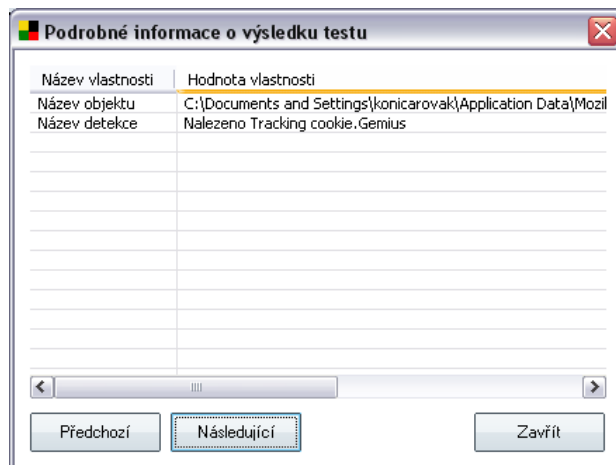 Podrobné informace o výsledku testu
Název vlastnosti Hodnota vlastnosti
Název objektu C:\Documents and Settings\konicarovak\Application Data\Mozil
Název detekce Nalezeno Tracking cookie.Gemius
Předchozí Následující Zavřít